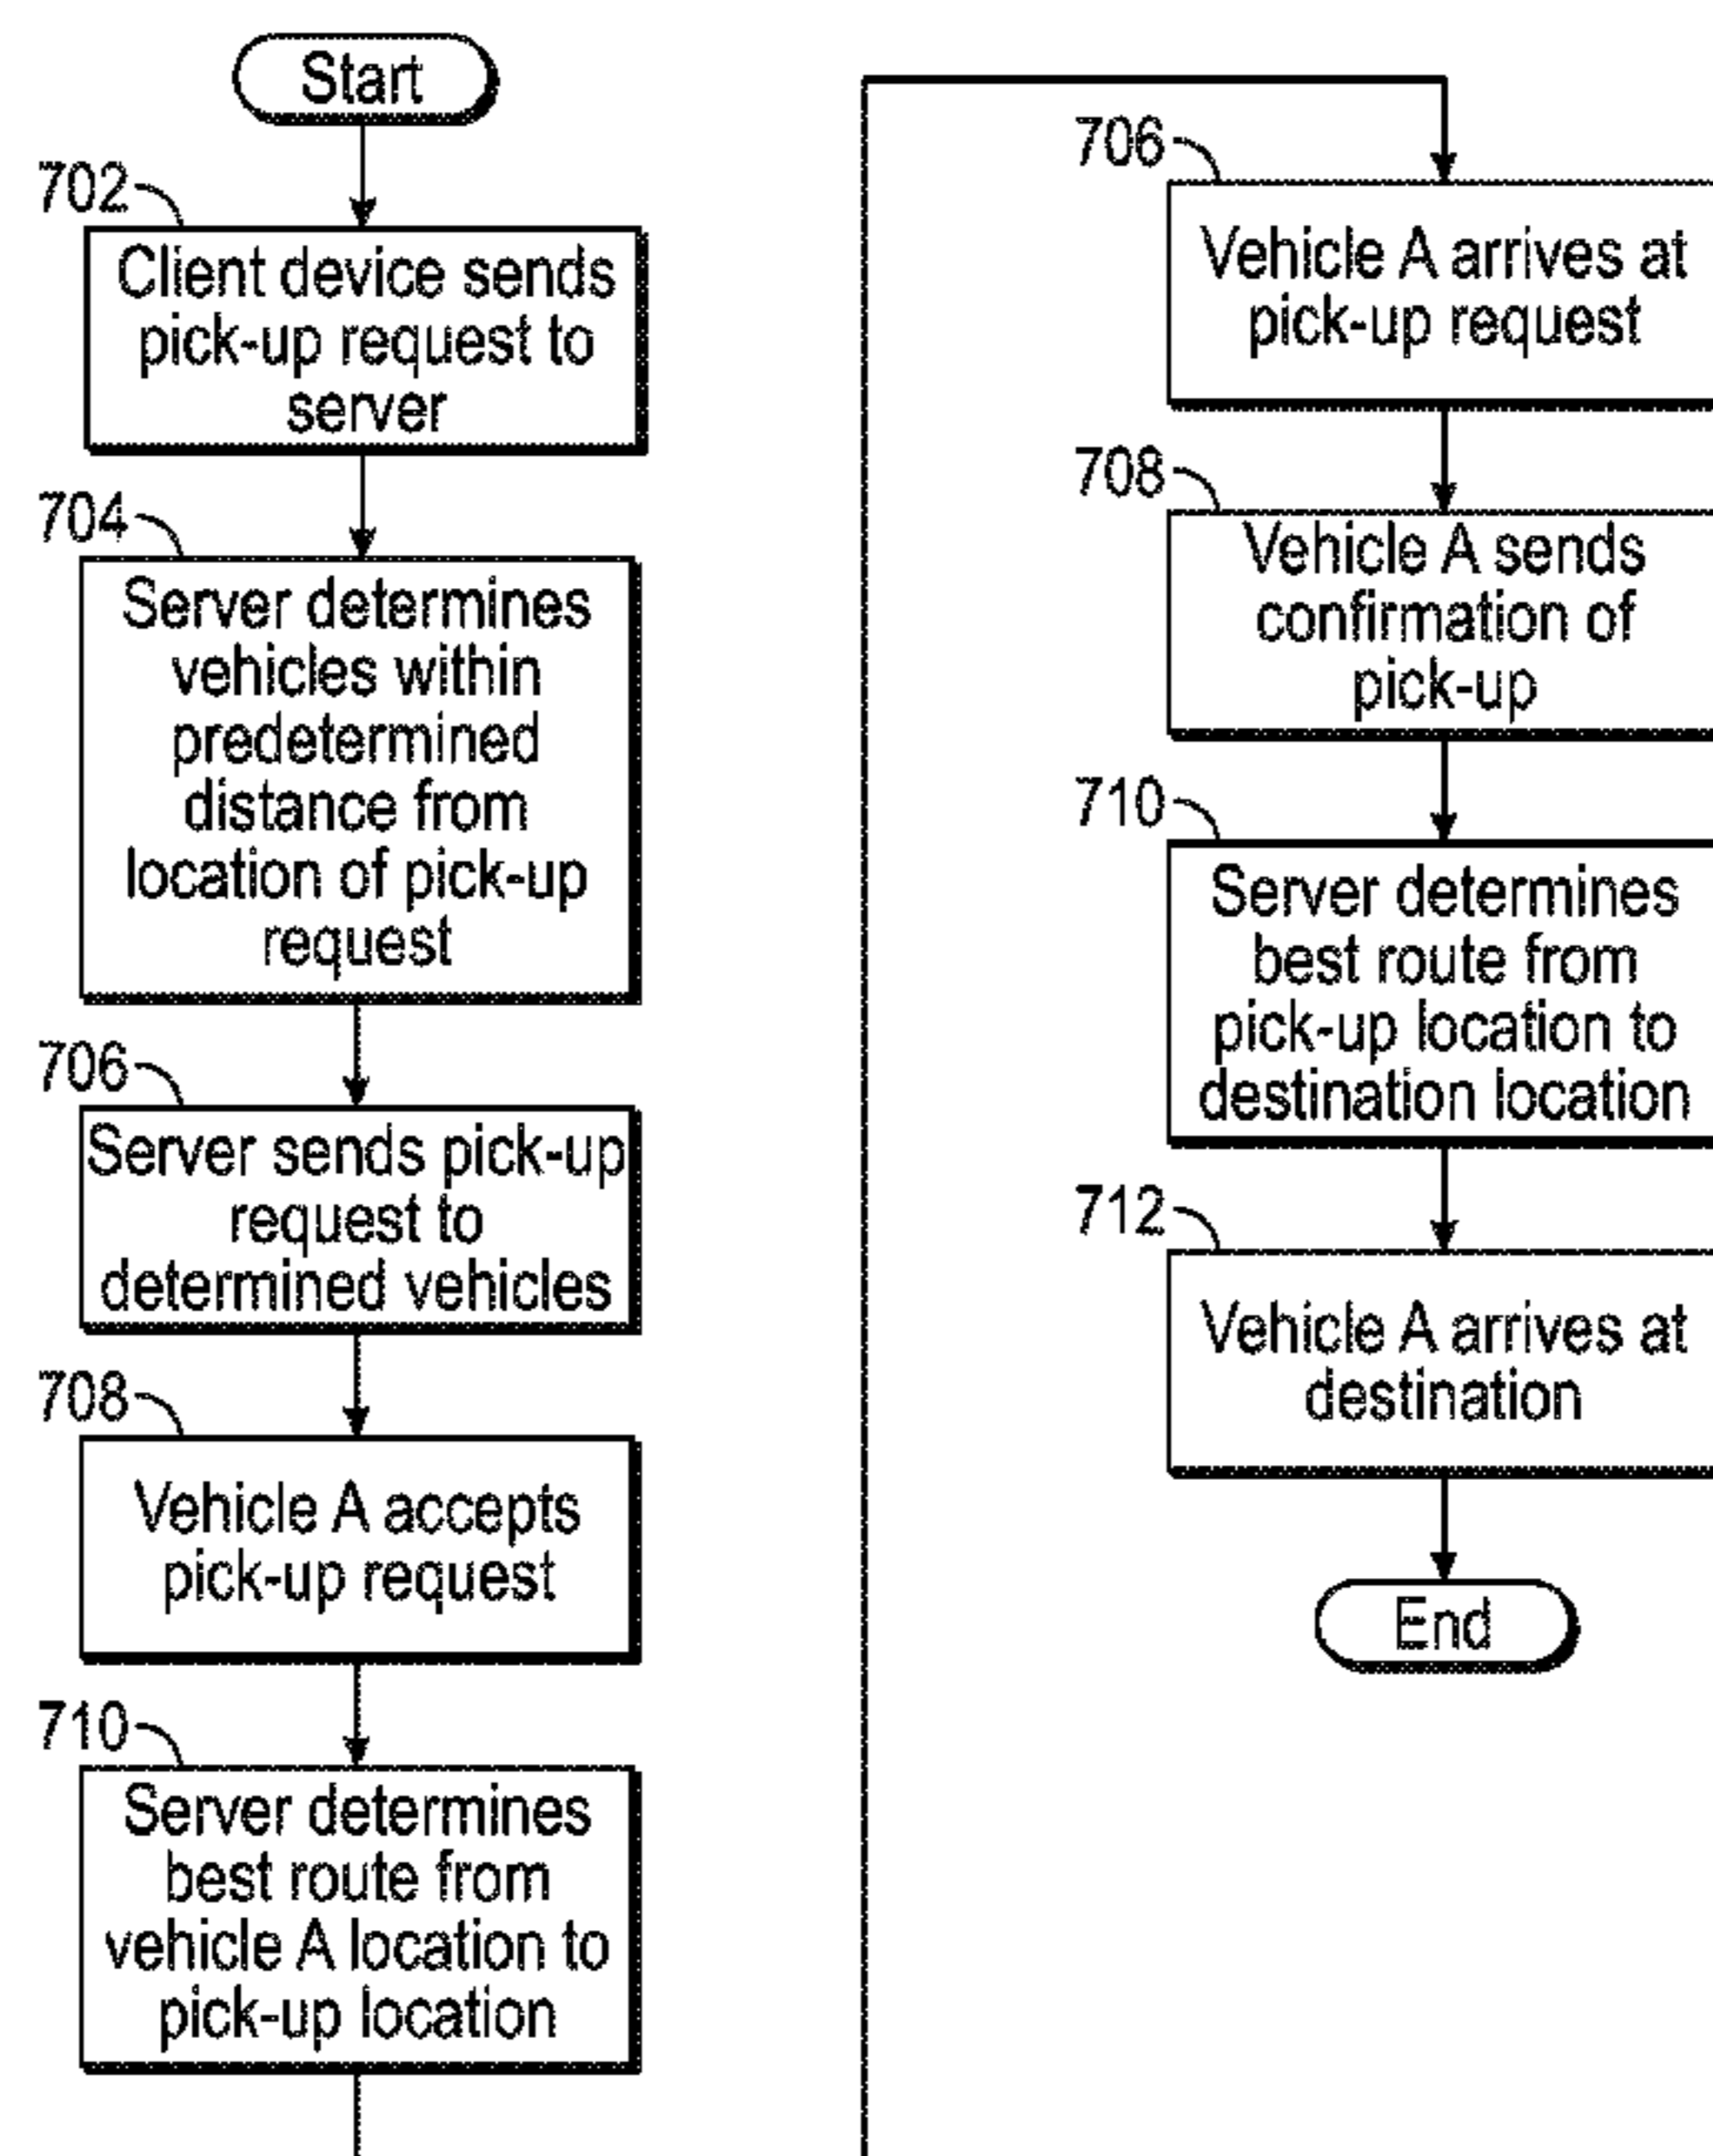 Start
702
Client device sends
pick-up request to
server
704
Server determines
vehicles within
predetermined
distance from
location of pick-up
request
706
Server sends pick-up
request to
determined vehicles
708
Vehicle A accepts
pick-up request
710
Server determines
best route from
vehicle A location to
pick-up location
706
Vehicle A arrives at
pick-up request
708
Vehicle A sends
confirmation of
pick-up
710
Server determines
best route from
pick-up location to
destination location
712
Vehicle A arrives at
destination
End